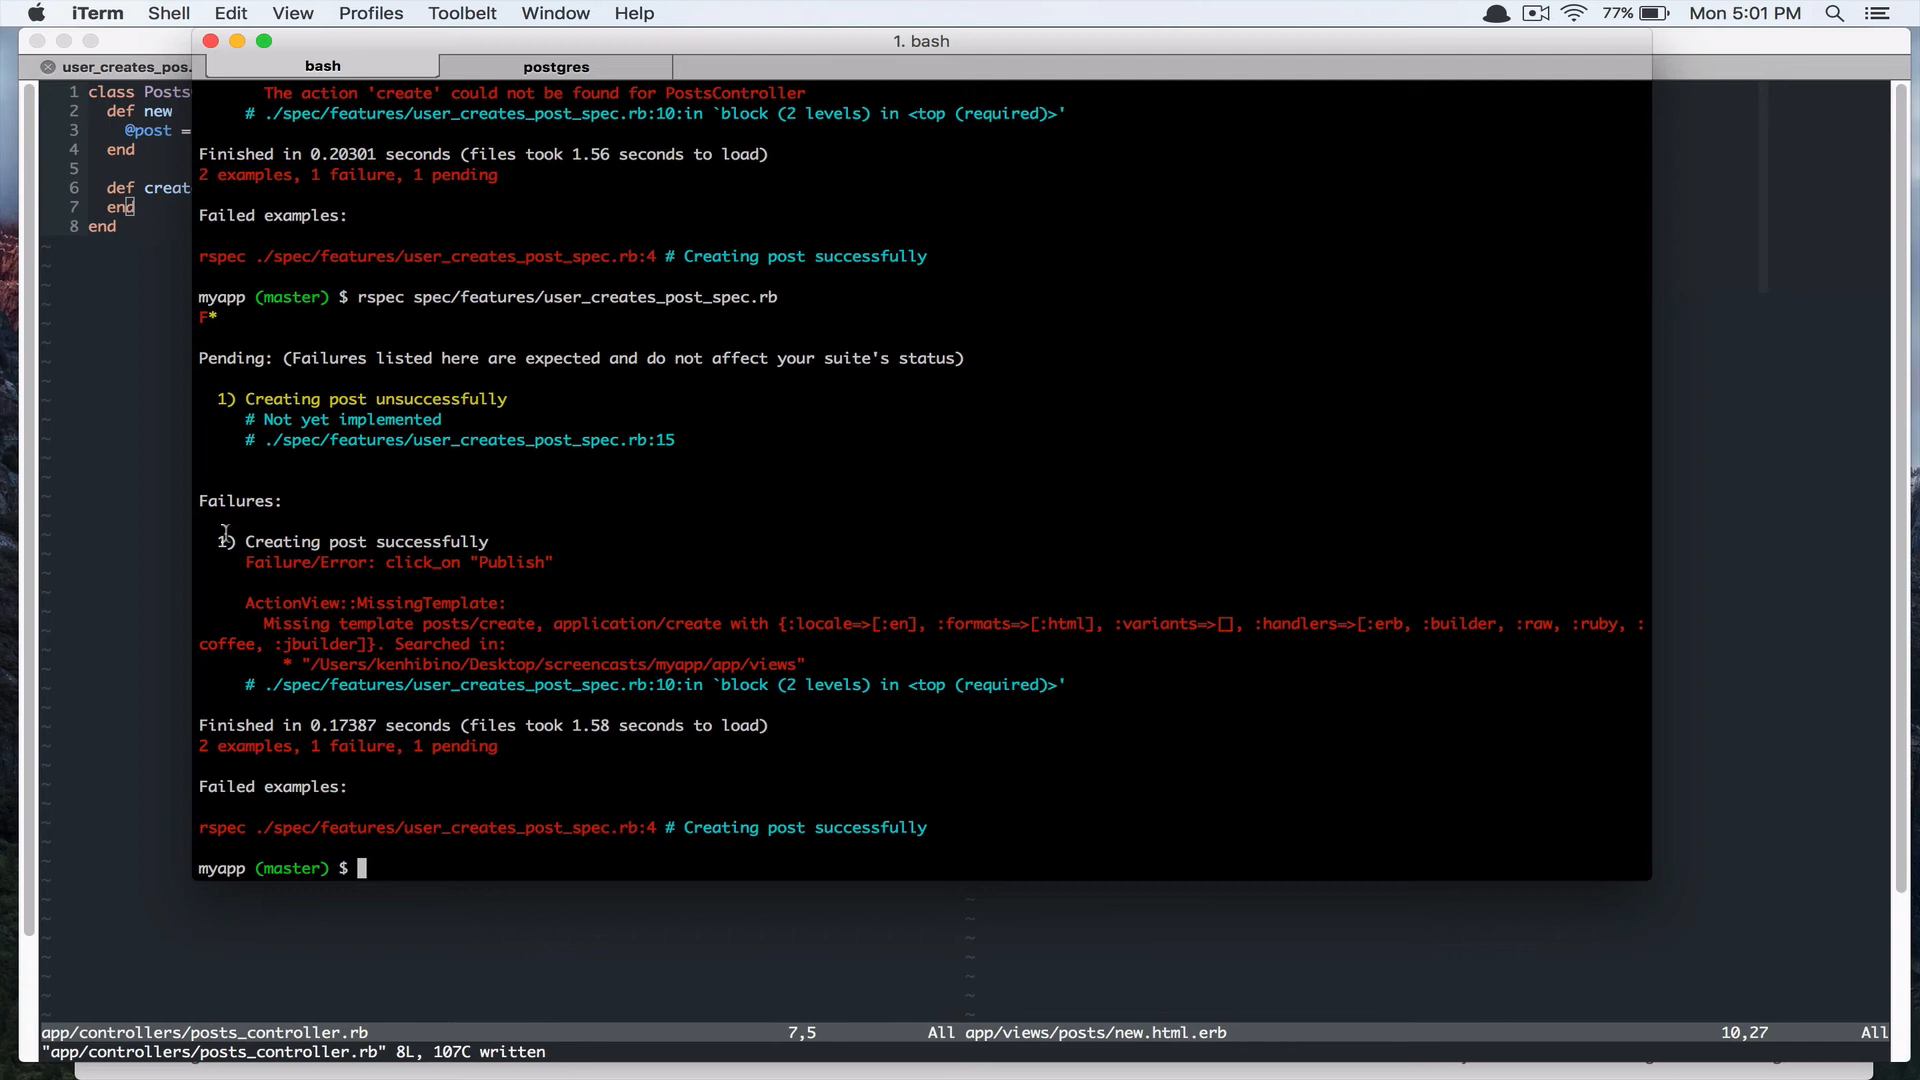 iTerm Shell Edit View Profiles Toolbelt Window Help 77% Mon 5:01 PM
1. bash
user_creates_pos. bash postgres
1 class Posts
2 def new
3 @post =
4 end
5
6 def creat
7 end
8 end
The action 'create' could not be found for PostsController
# ./spec/features/user_creates_post_spec.rb:10:in `block (2 levels) in <top (required)>'
Finished in 0.20301 seconds (files took 1.56 seconds to load)
2 examples, 1 failure, 1 pending
Failed examples:
rspec ./spec/features/user_creates_post_spec.rb:4 # Creating post successfully
myapp (master) $ rspec spec/features/user_creates_post_spec.rb
F*
Pending: (Failures listed here are expected and do not affect your suite's status)
1) Creating post unsuccessfully
# Not yet implemented
# ./spec/features/user_creates_post_spec.rb:15
Failures:
1) Creating post successfully
Failure/Error: click_on "Publish"
ActionView::MissingTemplate:
Missing template posts/create, application/create with {:locale=>[:en], :formats=>[:html], :variants=>[], :handlers=>[:erb, :builder, :raw, :ruby, :
coffee, :jbuilder]}. Searched in:
* "/Users/kenhibino/Desktop/screencasts/myapp/app/views"
# ./spec/features/user_creates_post_spec.rb:10:in `block (2 levels) in <top (required)>'
Finished in 0.17387 seconds (files took 1.58 seconds to load)
2 examples, 1 failure, 1 pending
Failed examples:
rspec ./spec/features/user_creates_post_spec.rb:4 # Creating post successfully
myapp (master) $
app/controllers/posts_controller.rb 7,5 All app/views/posts/new.html.erb 10,27 All
"app/controllers/posts_controller.rb" 8L, 107C written